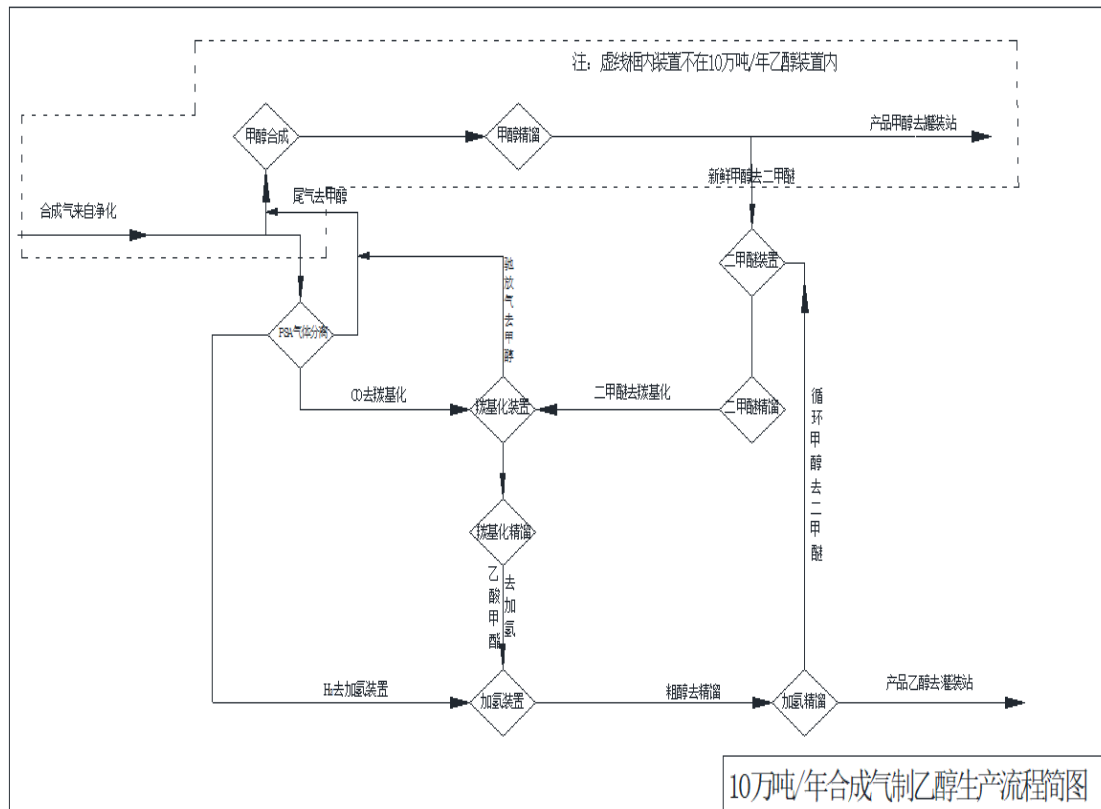 注：虚线框内装置不在10万吨/年乙醇装置内
甲醇合成
甲醇精馏
产品甲醇去罐装站
新鲜甲醇去二甲醚
尾气去甲醇
合成气来自净化
二甲醚装置
驰放气去甲醇
PSA气体分离
CO去碳基化
碳基化装置
二甲醚去碳基化
二甲醚精馏
循环甲醇去二甲醚
碳基化精馏
乙酸甲酯
去加氢
H₂去加氢装置
加氢装置
粗醇去精馏
加氢精馏
产品乙醇去灌装站
10万吨/年合成气制乙醇生产流程简图